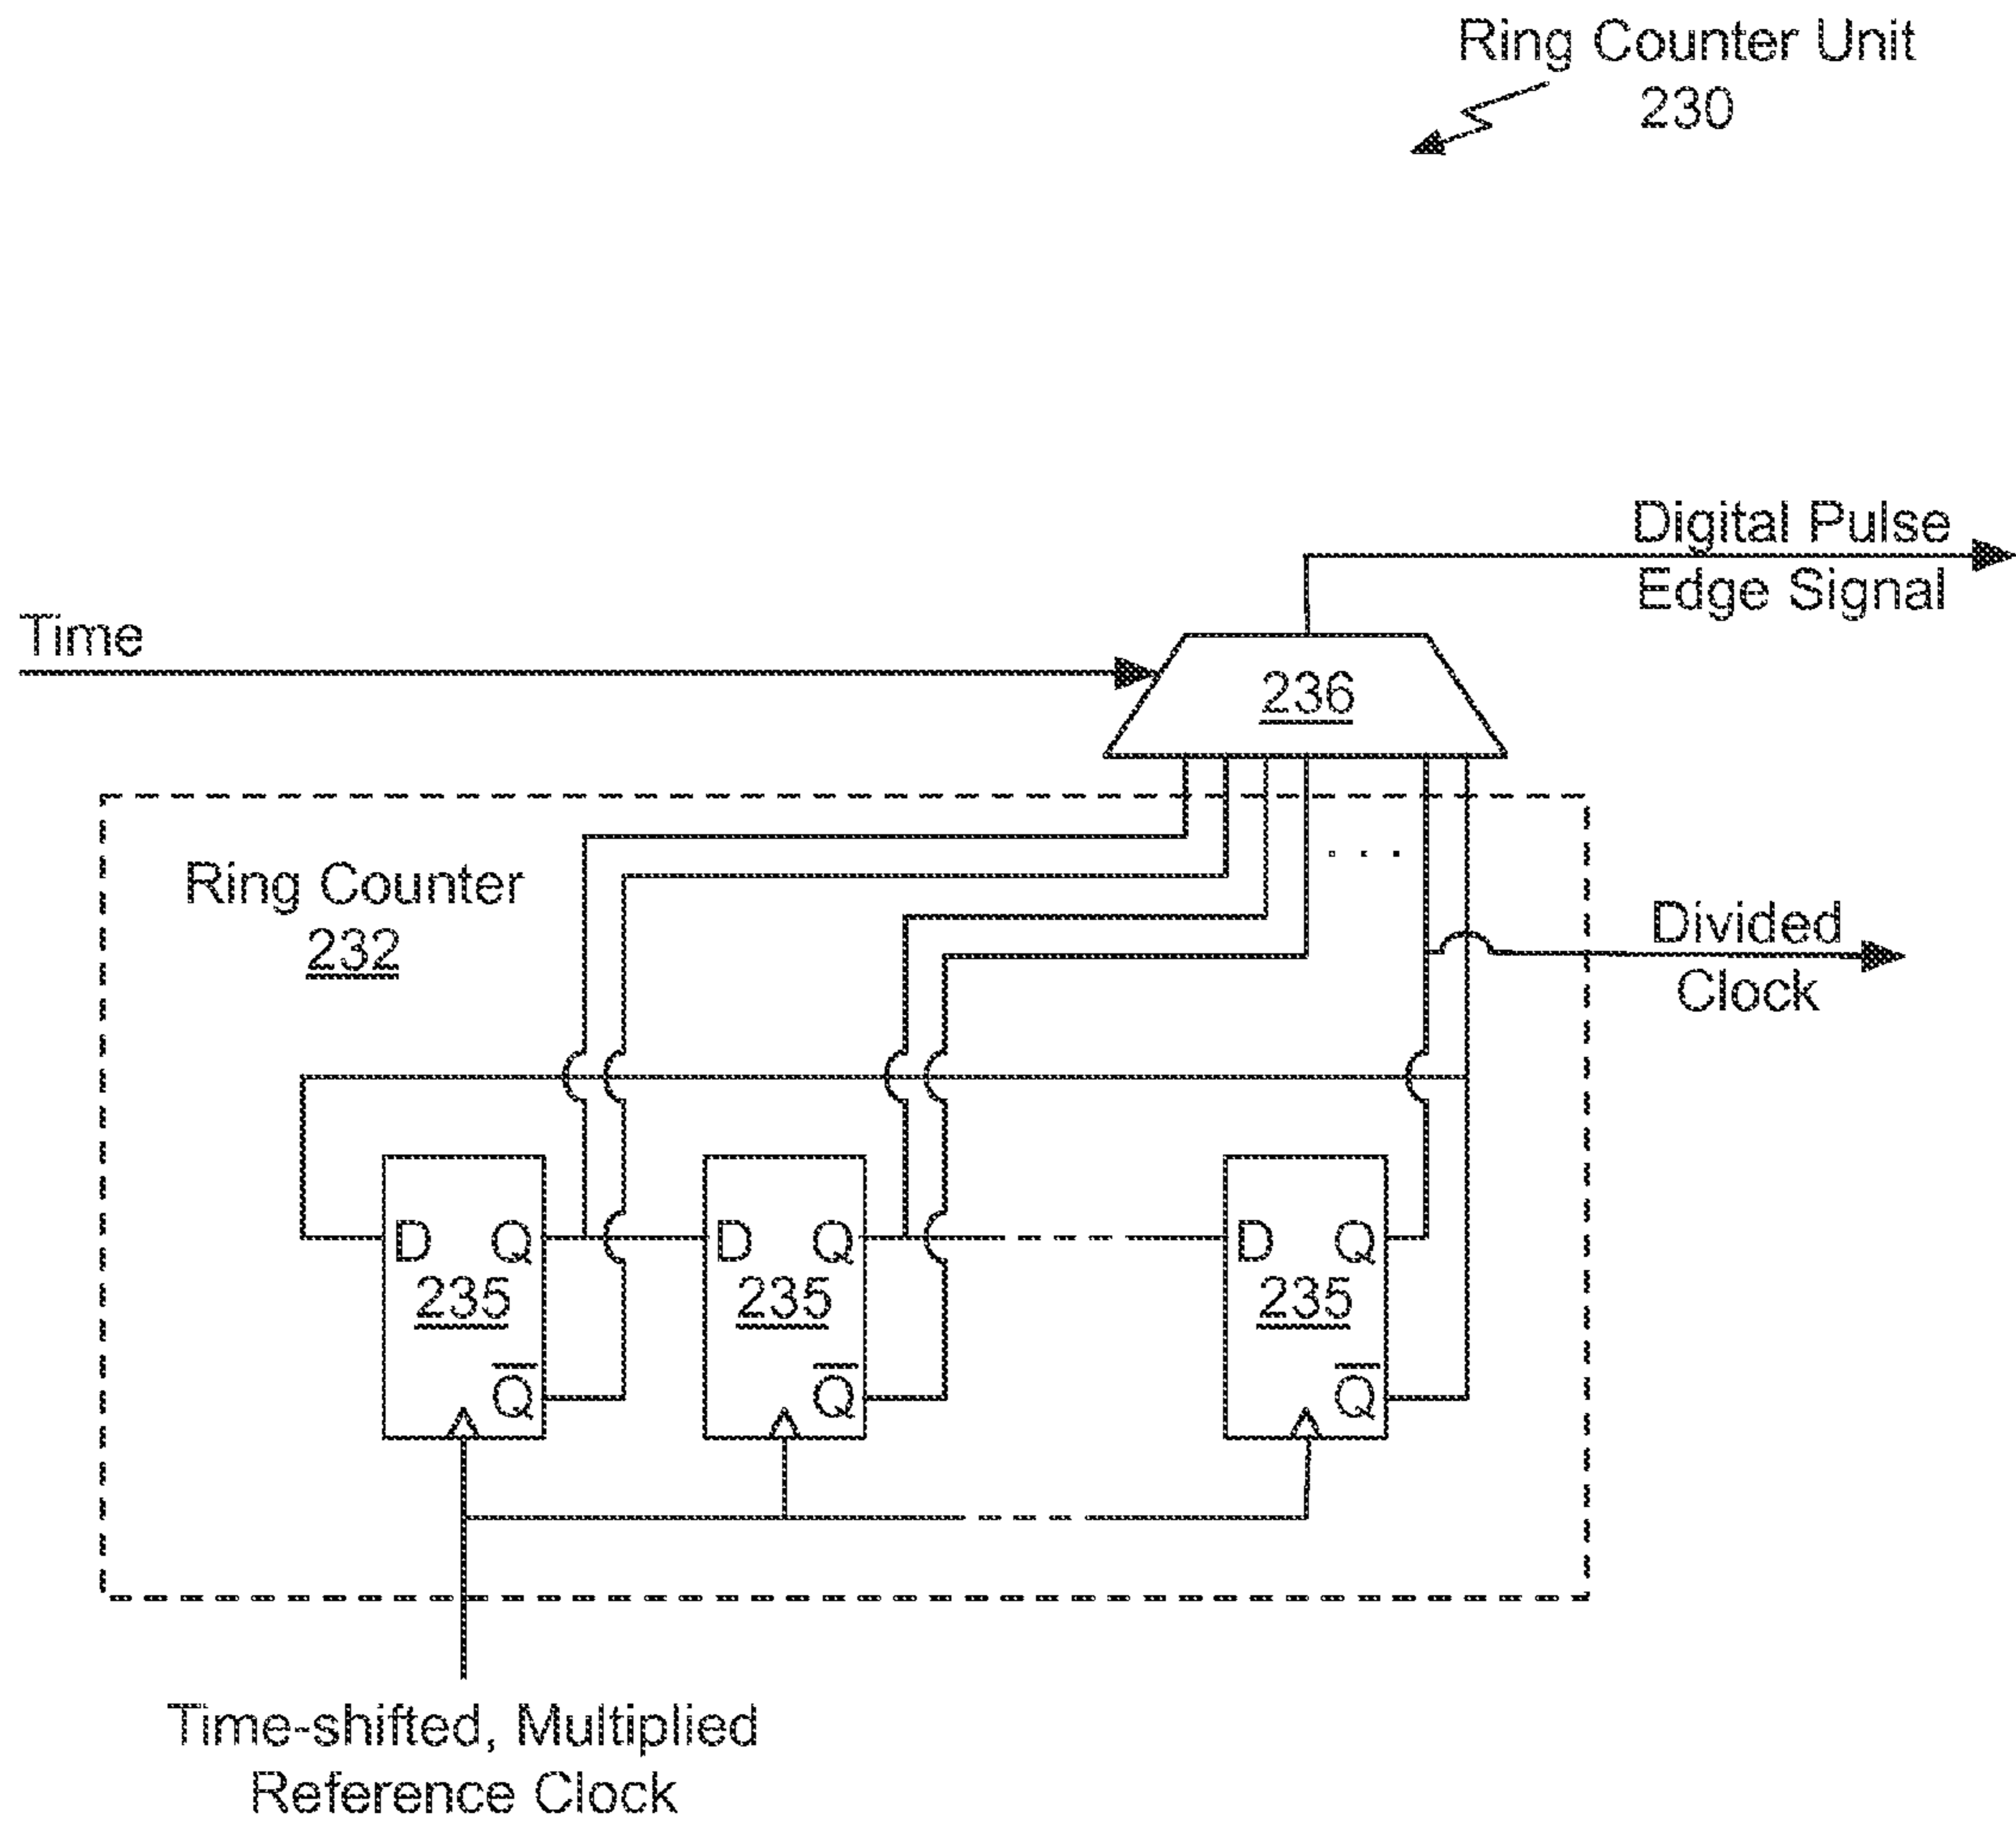 Ring Counter Unit
230
Digital Pulse
Edge Signal
Time
236
Ring Counter
232
. . .
Divided
Clock
D Q D Q D Q
235 235 235
Q̅ Q̅ Q̅
Time-shifted, Multiplied
Reference Clock